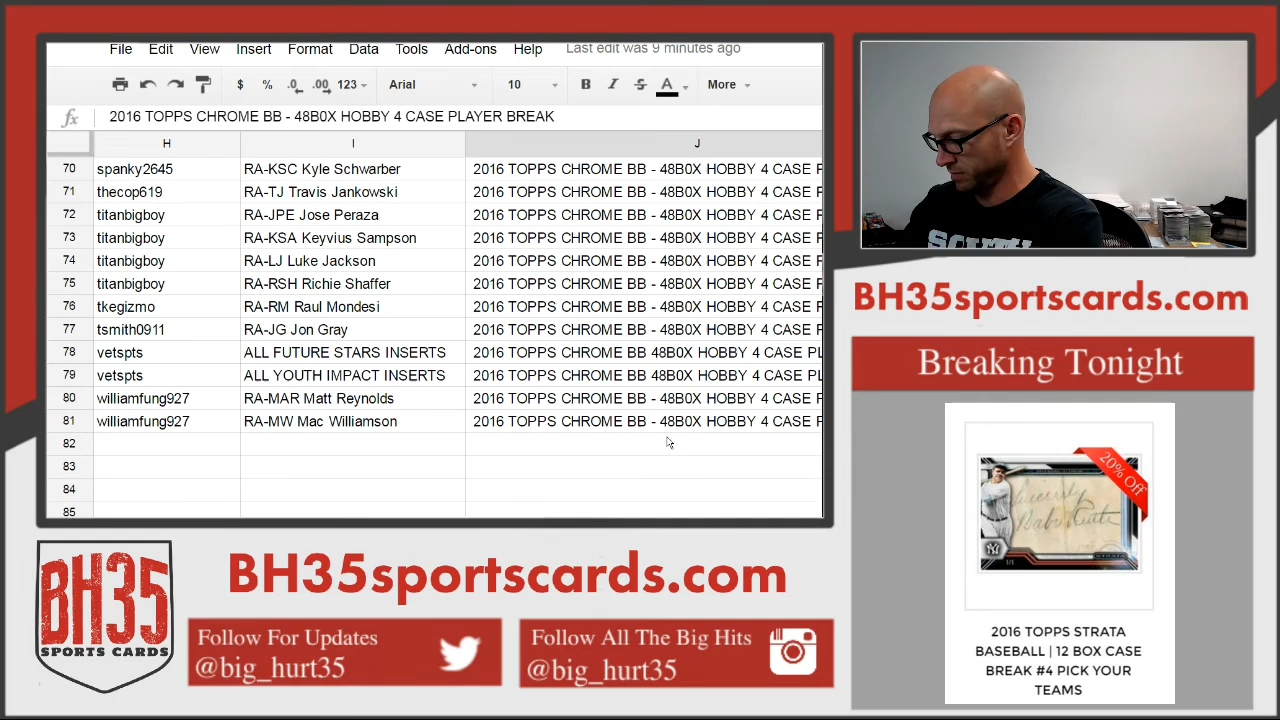 File Edit View Insert Format Data Tools Add-ons Help Last edit was 9 minutes ago
$ % .0 .00 123 Arial 10 B I S A More
fx 2016 TOPPS CHROME BB - 48B0X HOBBY 4 CASE PLAYER BREAK
H I J
70 spanky2645 RA-KSC Kyle Schwarber 2016 TOPPS CHROME BB - 48B0X HOBBY 4 CASE P
71 thecop619 RA-TJ Travis Jankowski 2016 TOPPS CHROME BB - 48B0X HOBBY 4 CASE P
72 titanbigboy RA-JPE Jose Peraza 2016 TOPPS CHROME BB - 48B0X HOBBY 4 CASE P
73 titanbigboy RA-KSA Keyvius Sampson 2016 TOPPS CHROME BB - 48B0X HOBBY 4 CASE P
74 titanbigboy RA-LJ Luke Jackson 2016 TOPPS CHROME BB - 48B0X HOBBY 4 CASE P
75 titanbigboy RA-RSH Richie Shaffer 2016 TOPPS CHROME BB - 48B0X HOBBY 4 CASE P
76 tkegizmo RA-RM Raul Mondesi 2016 TOPPS CHROME BB - 48B0X HOBBY 4 CASE P
77 tsmith0911 RA-JG Jon Gray 2016 TOPPS CHROME BB - 48B0X HOBBY 4 CASE P
78 vetspts ALL FUTURE STARS INSERTS 2016 TOPPS CHROME BB 48B0X HOBBY 4 CASE PL
79 vetspts ALL YOUTH IMPACT INSERTS 2016 TOPPS CHROME BB 48B0X HOBBY 4 CASE PL
80 williamfung927 RA-MAR Matt Reynolds 2016 TOPPS CHROME BB - 48B0X HOBBY 4 CASE P
81 williamfung927 RA-MW Mac Williamson 2016 TOPPS CHROME BB - 48B0X HOBBY 4 CASE P
82
83
84
85
SOUTH
BH35sportscards.com
Breaking Tonight
20% Off
Babe Ruth
2016 TOPPS STRATA
BASEBALL | 12 BOX CASE
BREAK #4 PICK YOUR
TEAMS
BH35
SPORTS CARDS
BH35sportscards.com
Follow For Updates
@big_hurt35
Follow All The Big Hits
@big_hurt35